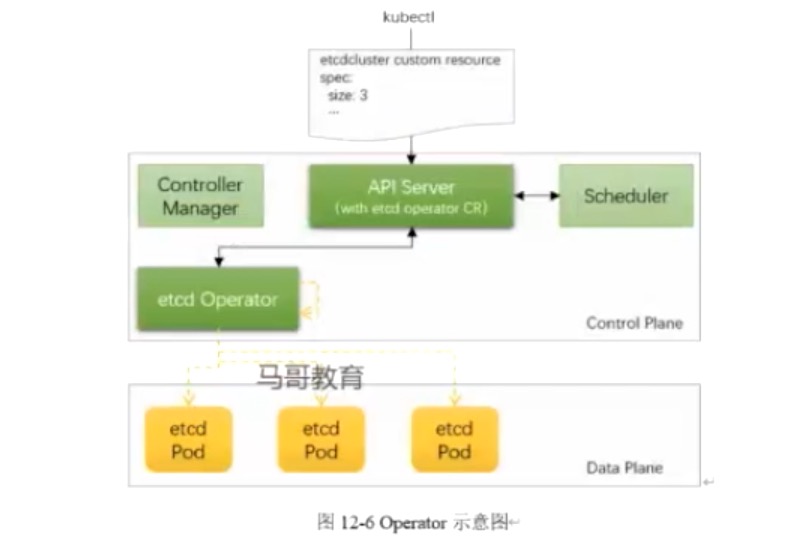 kubectl
etcdcluster custom resource
spec:
size: 3
...
Controller
Manager
API Server
(with etcd operator CR)
Scheduler
etcd Operator
Control Plane
马哥教育
etcd
Pod
etcd
Pod
etcd
Pod
Data Plane
图 12-6 Operator 示意图